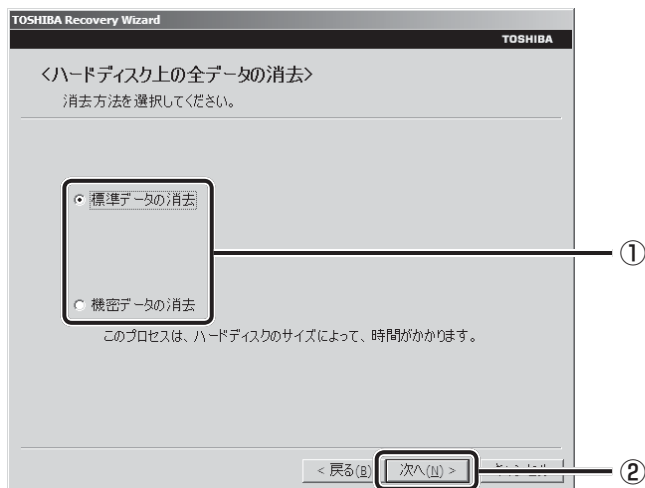 TOSHIBA Recovery Wizard
TOSHIBA
<ハードディスク上の全データの消去>
消去方法を選択してください。
標準データの消去
①
機密データの消去
このプロセスは、ハードディスクのサイズによって、時間がかかります。
< 戻る(B) 次へ(N) >
②